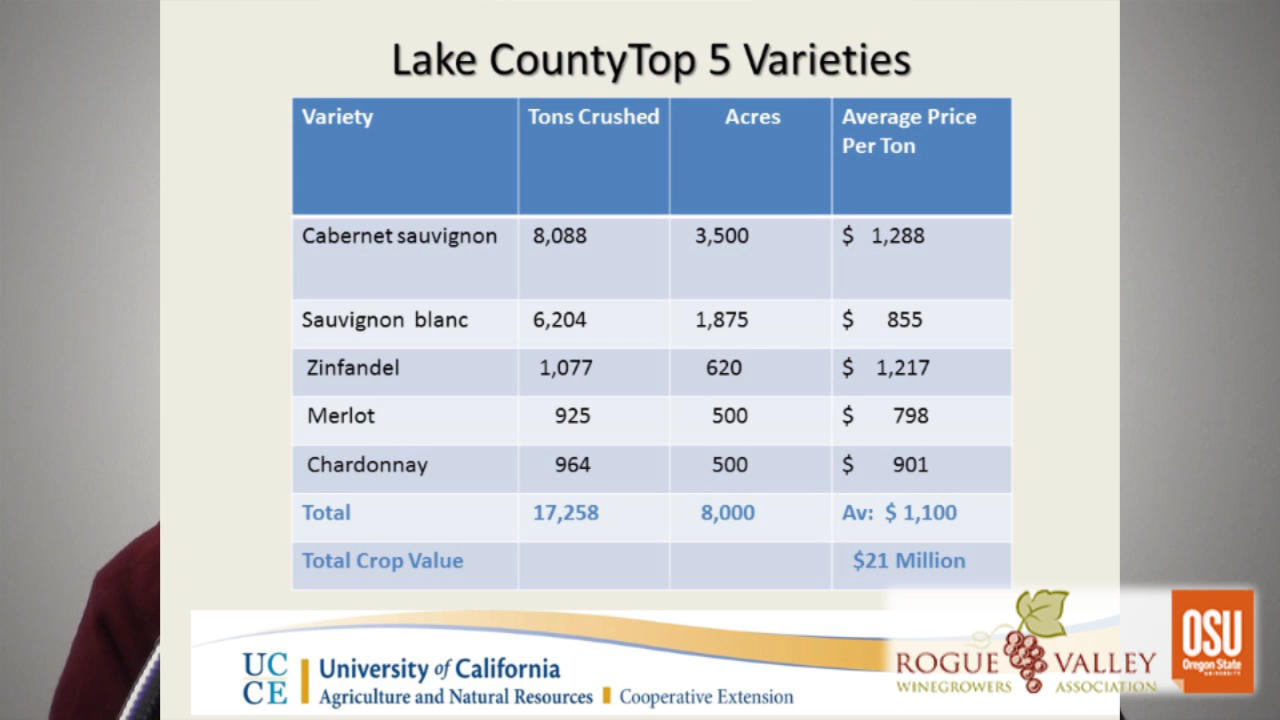 Lake CountyTop 5 Varieties
Variety Tons Crushed Acres Average Price
Per Ton
Cabernet sauvignon 8,088 3,500 $ 1,288
Sauvignon blanc 6,204 1,875 $ 855
Zinfandel 1,077 620 $ 1,217
Merlot 925 500 $ 798
Chardonnay 964 500 $ 901
Total 17,258 8,000 Av: $ 1,100
Total Crop Value $21 Million
UC
CE
University of California
Agriculture and Natural Resources Cooperative Extension
ROGUE VALLEY
WINEGROWERS ASSOCIATION
OSU
Oregon State
UNIVERSITY